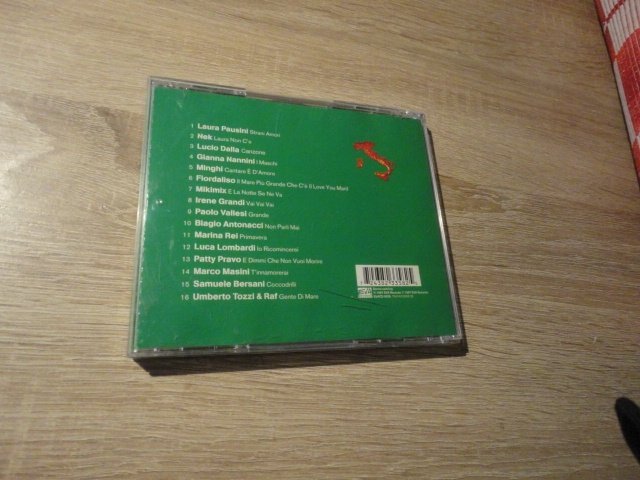 1 Laura Pausini Strani Amori
2 Nek Laura Non C'e
3 Lucio Dalla Canzone
4 Gianna Nannini I Maschi
5 Minghi Cantare E D'Amore
6 Fiordaliso Il Mare Più Grande Che C'è (I Love You Man)
7 Mikimix E La Notte Se Ne Va
8 Irene Grandi Vai Vai Vai
9 Paolo Vallesi Grande
10 Biagio Antonacci Non Parli Mai
11 Marina Rei Primavera
12 Luca Lombardi Io Ricomincerei
13 Patty Pravo E Dimmi Che Non Vuoi Morire
14 Marco Masini T'innamorerai
15 Samuele Bersani Coccodrilli
16 Umberto Tozzi & Raf Gente Di Mare